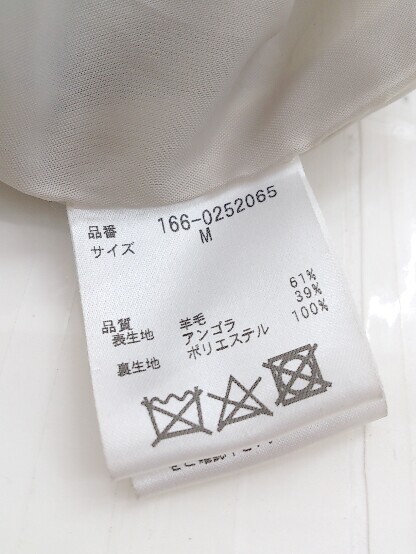 品番 166-0252065
サイズ M
品質
表生地 羊毛 61%
アンゴラ 39%
裏生地 ポリエステル 100%